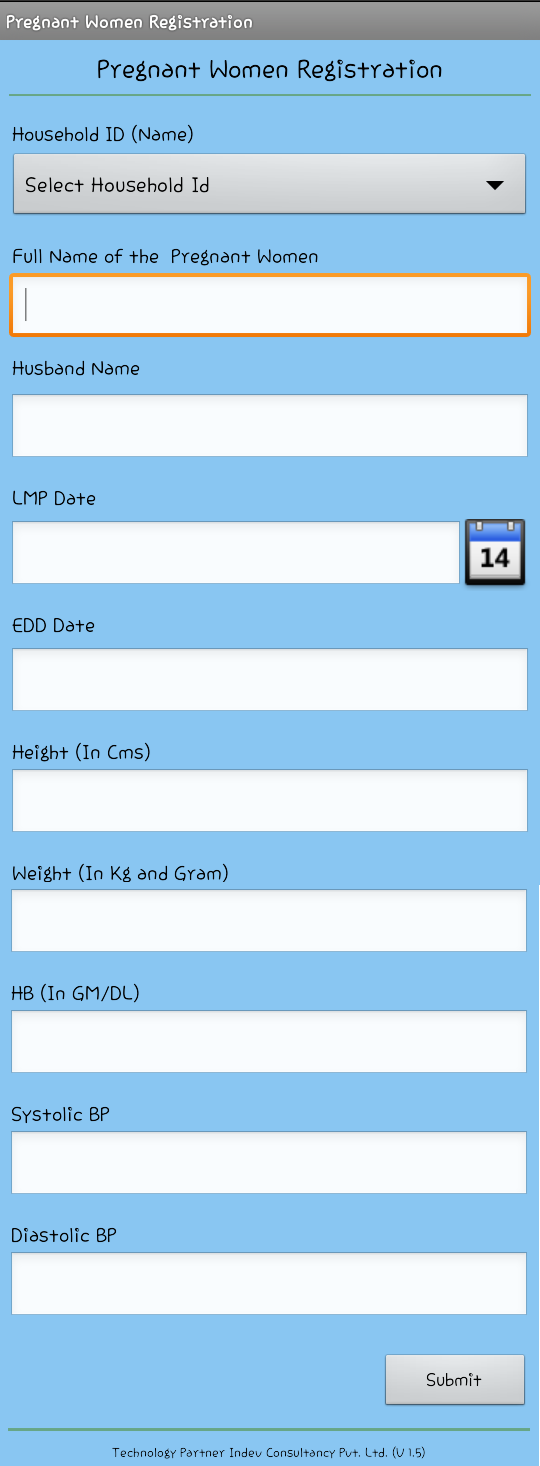 Pregnant Women Registration
Pregnant Women Registration
Household ID (Name)
Select Household Id
Full Name of the Pregnant Women
Husband Name
LMP Date
14
EDD Date
Height (In Cms)
Weight (In Kg and Gram)
HB (In GM/DL)
Systolic BP
Diastolic BP
Submit
Technology Partner Indev Consultancy Pvt. Ltd. (V 1.5)